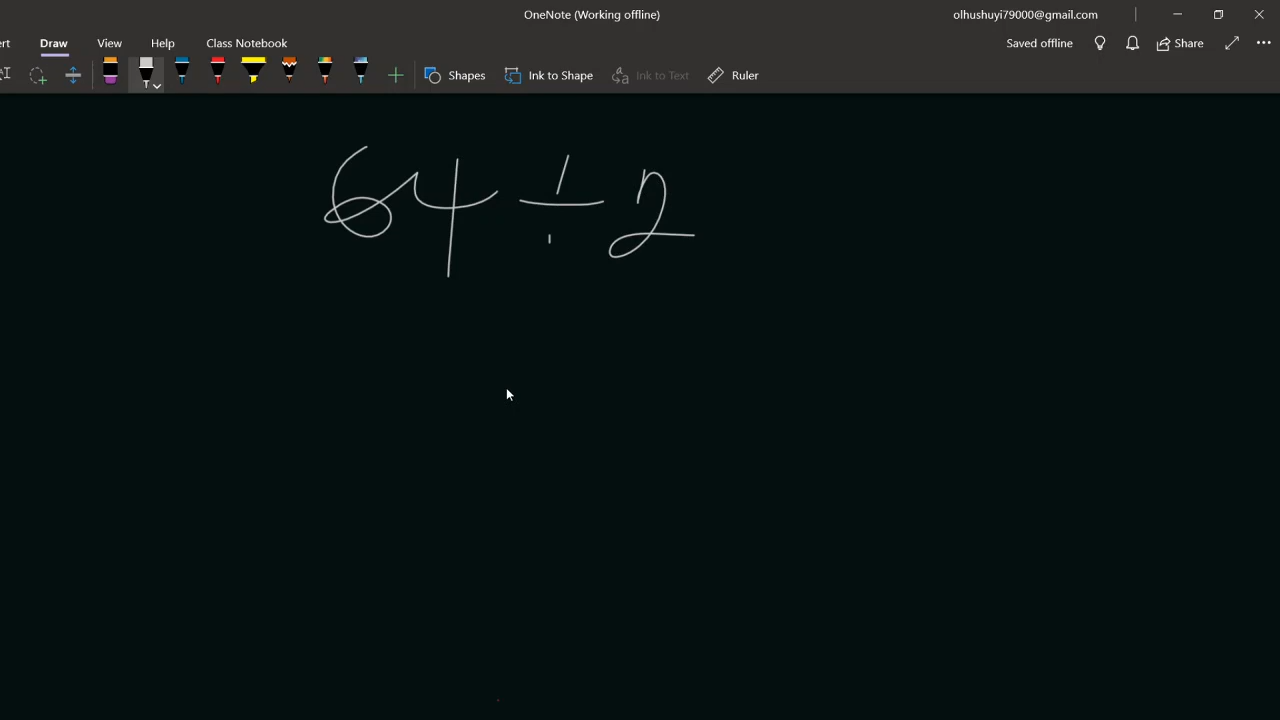 OneNote (Working offline) olhushuyi79000@gmail.com
ert Draw View Help Class Notebook Saved offline Share
Shapes Ink to Shape Ink to Text Ruler
64 ÷ 2